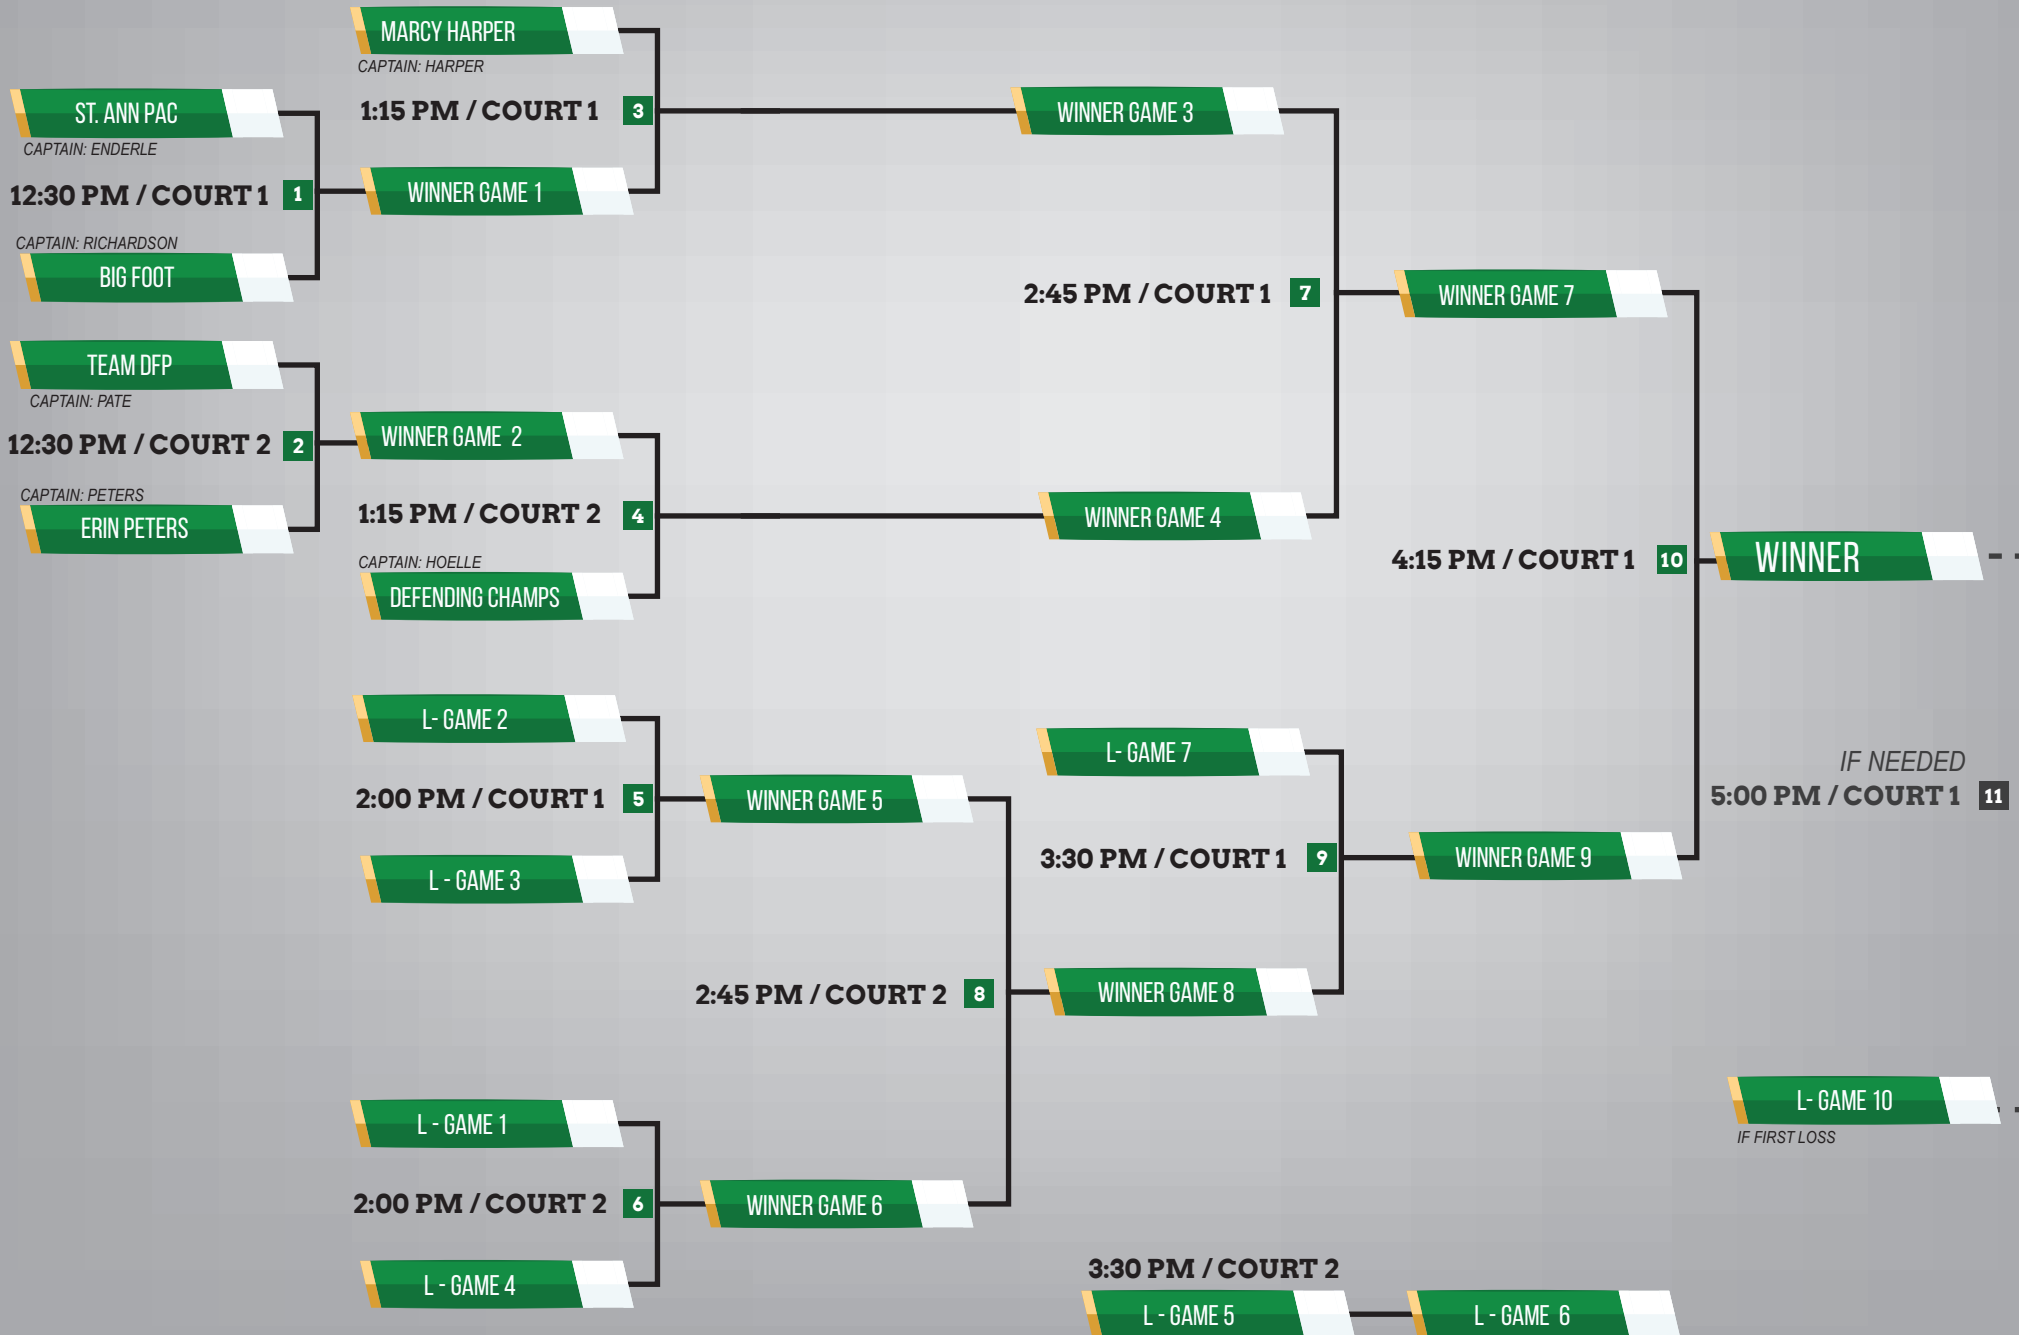 MARCY HARPER
CAPTAIN: HARPER
ST. ANN PAC
CAPTAIN: ENDERLE
1:15 PM / COURT 1 3
WINNER GAME 3
12:30 PM / COURT 1 1
WINNER GAME 1
CAPTAIN: RICHARDSON
BIG FOOT
2:45 PM / COURT 1 7
WINNER GAME 7
TEAM DFP
CAPTAIN: PATE
12:30 PM / COURT 2 2
WINNER GAME 2
CAPTAIN: PETERS
ERIN PETERS
1:15 PM / COURT 2 4
WINNER GAME 4
CAPTAIN: HOELLE
DEFENDING CHAMPS
4:15 PM / COURT 1 10
WINNER
L- GAME 2
2:00 PM / COURT 1 5
WINNER GAME 5
L - GAME 3
L- GAME 7
3:30 PM / COURT 1 9
WINNER GAME 9
IF NEEDED
5:00 PM / COURT 1 11
2:45 PM / COURT 2 8
WINNER GAME 8
L - GAME 1
2:00 PM / COURT 2 6
WINNER GAME 6
L - GAME 4
L- GAME 10
IF FIRST LOSS
3:30 PM / COURT 2
L - GAME 5
L - GAME 6